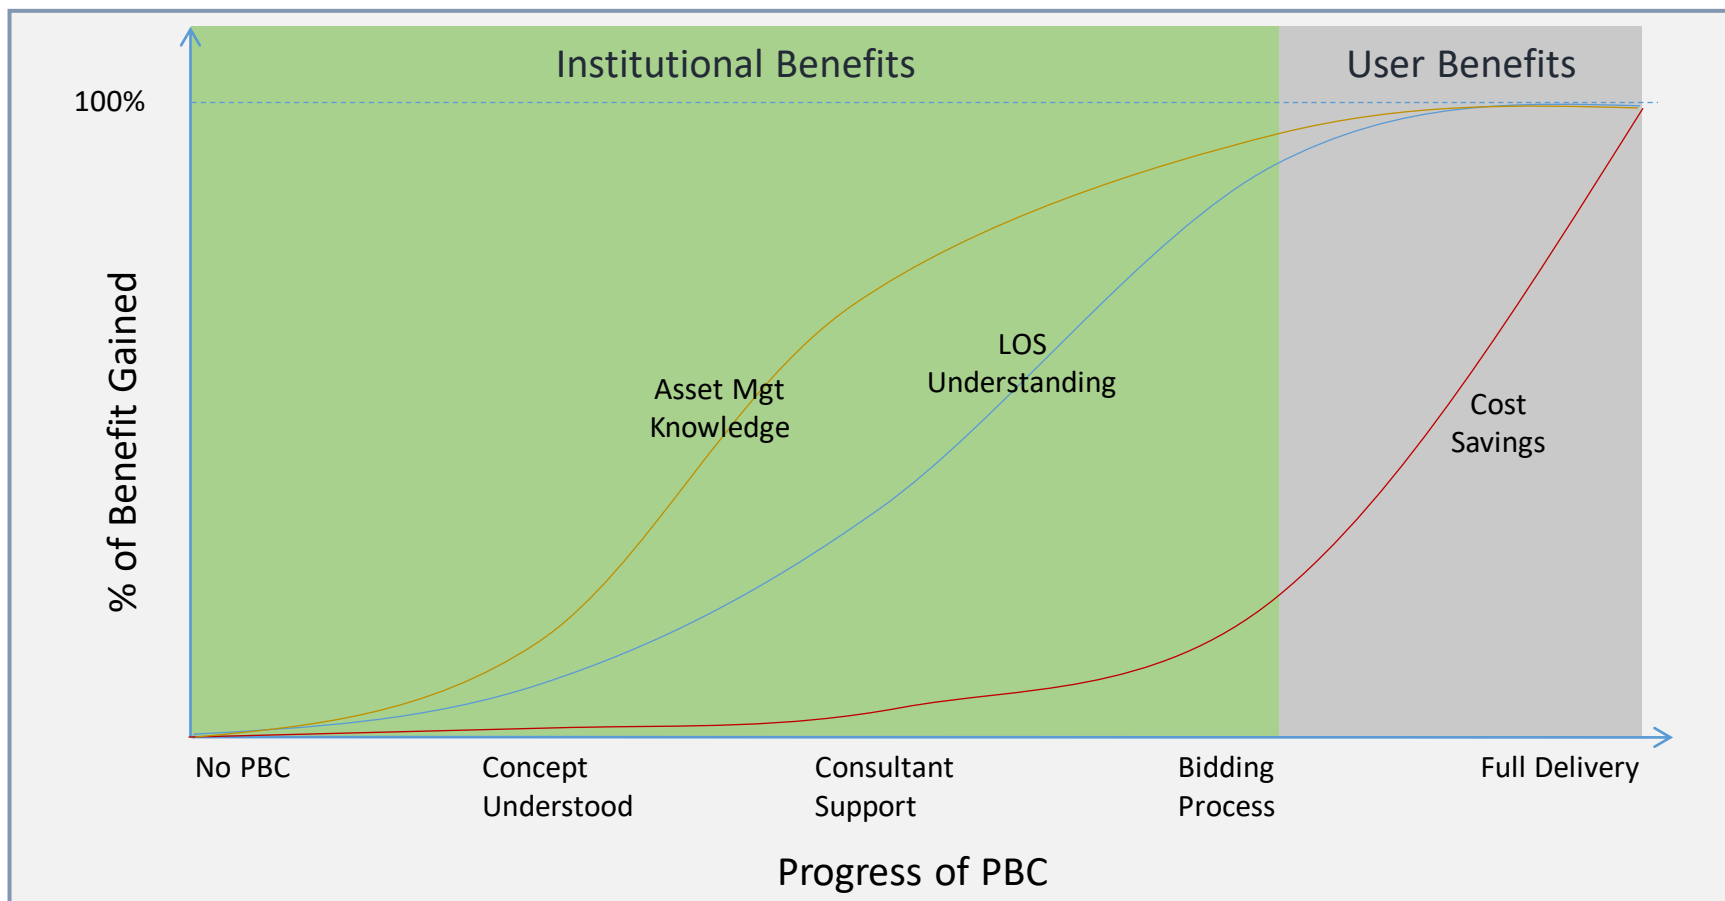 Institutional Benefits
User Benefits
100%
% of Benefit Gained
Asset Mgt
Knowledge
LOS
Understanding
Cost
Savings
No PBC
Concept
Understood
Consultant
Support
Bidding
Process
Full Delivery
Progress of PBC